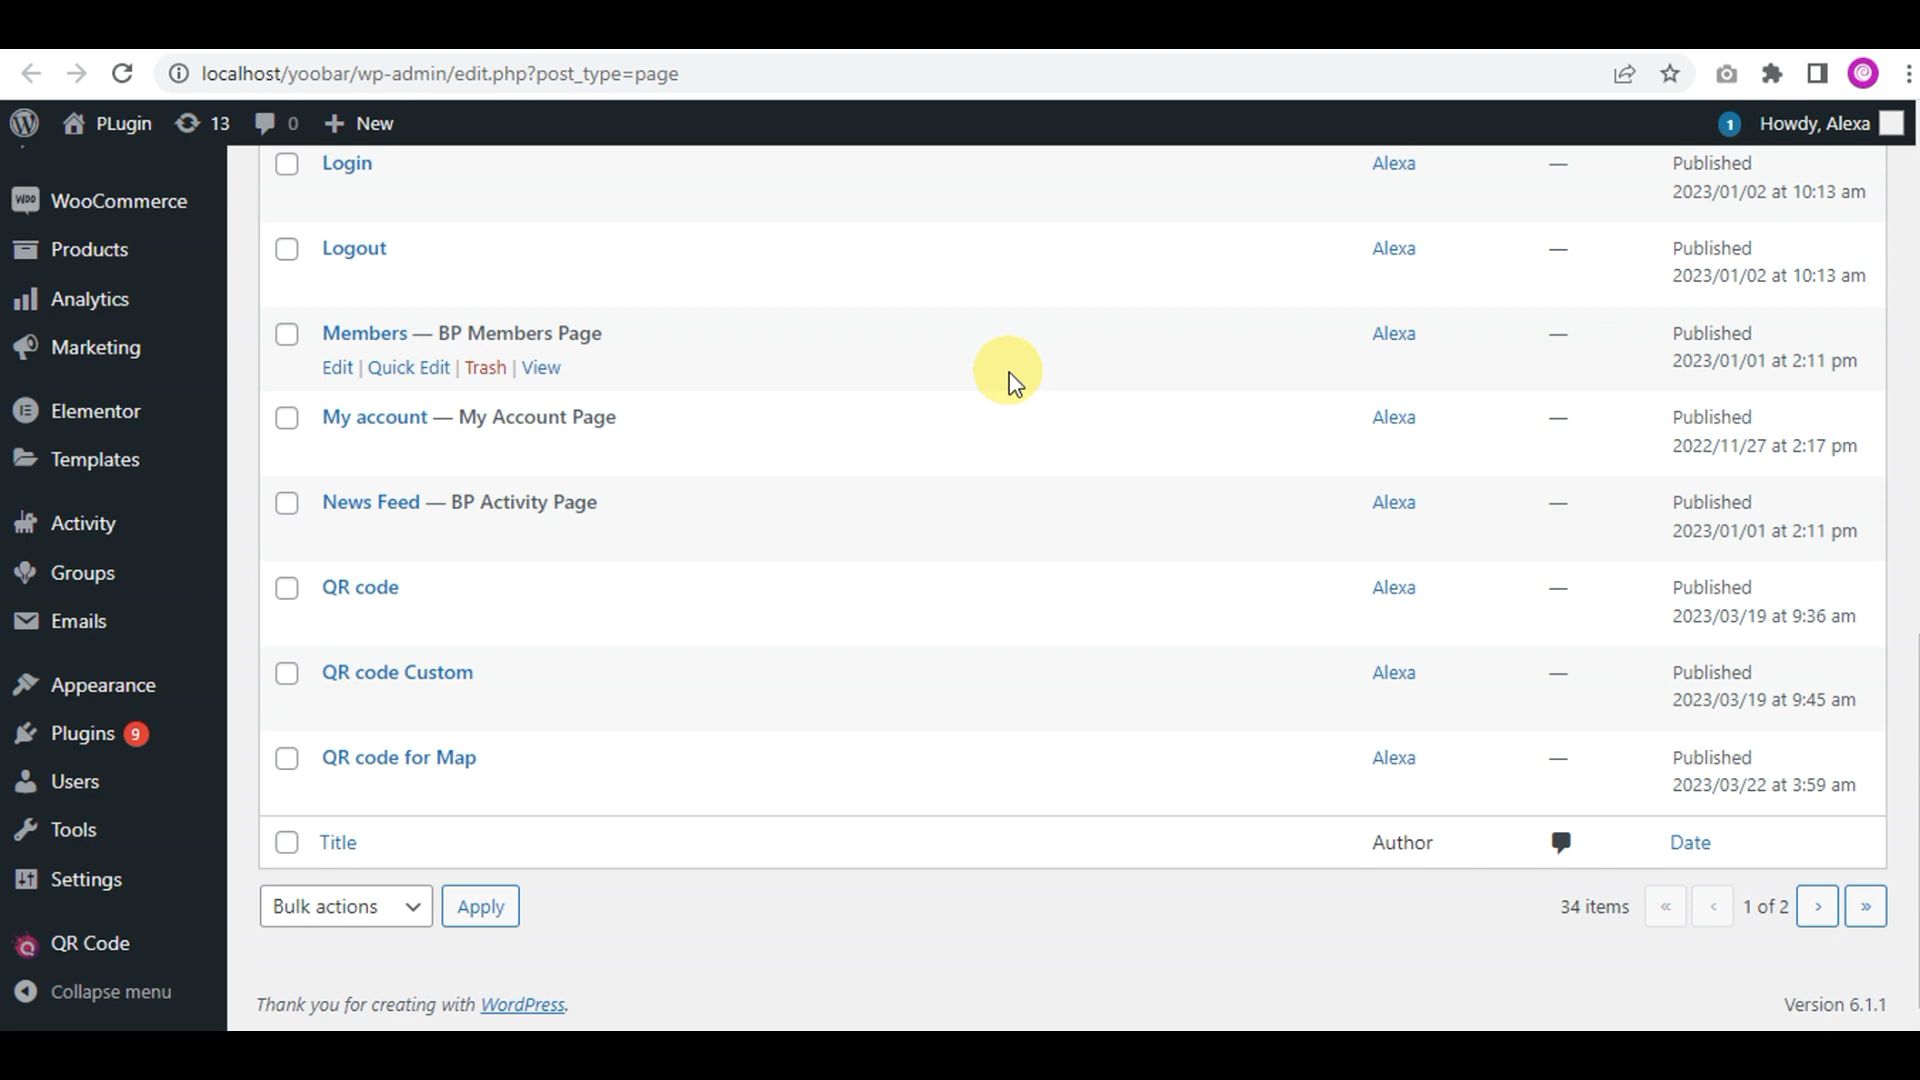 localhost/yoobar/wp-admin/edit.php?post_type=page
PLugin 13 0 New 1 Howdy, Alexa
WooCommerce
Products
Analytics
Marketing
Elementor
Templates
Activity
Groups
Emails
Appearance
Plugins 9
Users
Tools
Settings
QR Code
Collapse menu
Login Alexa — Published
2023/01/02 at 10:13 am
Logout Alexa — Published
2023/01/02 at 10:13 am
Members — BP Members Page Alexa — Published
Edit | Quick Edit | Trash | View 2023/01/01 at 2:11 pm
My account — My Account Page Alexa — Published
2022/11/27 at 2:17 pm
News Feed — BP Activity Page Alexa — Published
2023/01/01 at 2:11 pm
QR code Alexa — Published
2023/03/19 at 9:36 am
QR code Custom Alexa — Published
2023/03/19 at 9:45 am
QR code for Map Alexa — Published
2023/03/22 at 3:59 am
Title Author Date
Bulk actions Apply 34 items « ‹ 1 of 2 › »
Thank you for creating with WordPress. Version 6.1.1